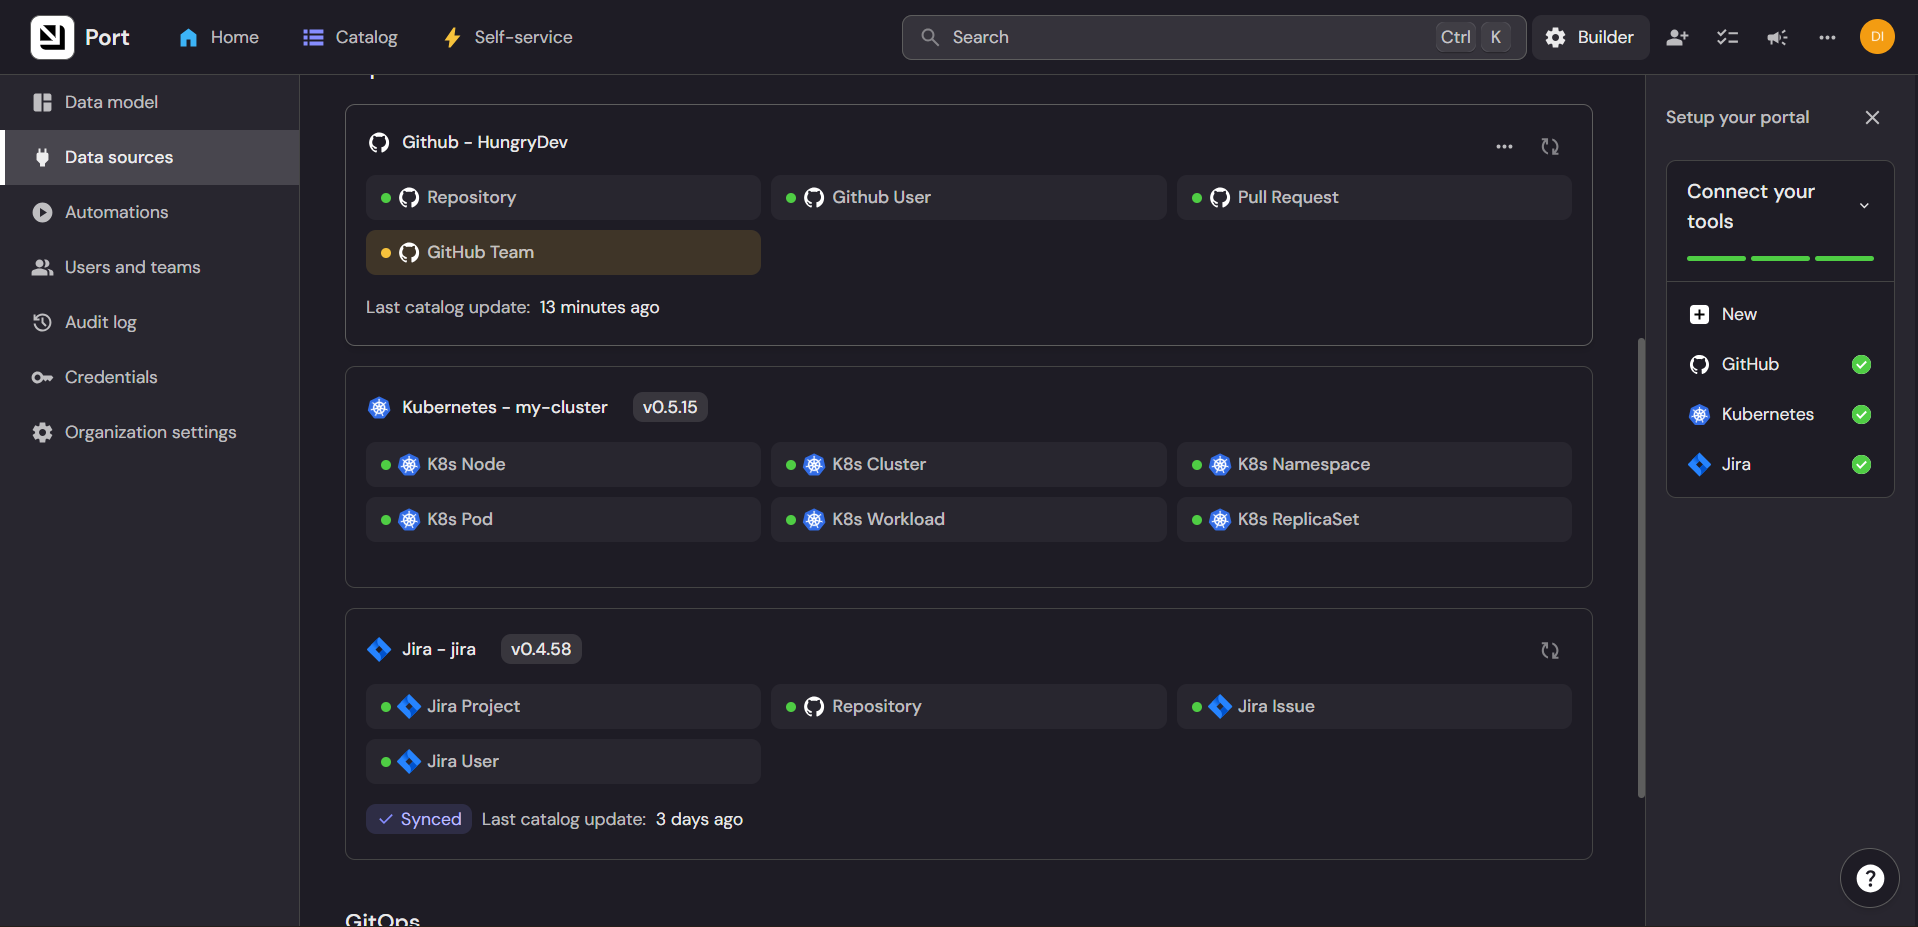 Port
Home
Catalog
Self-service
Search
Ctrl
K
Builder
DI
Data model
Data sources
Automations
Users and teams
Audit log
Credentials
Organization settings
Github - HungryDev
Repository
Github User
Pull Request
GitHub Team
Last catalog update: 13 minutes ago
Kubernetes - my-cluster
v0.5.15
K8s Node
K8s Cluster
K8s Namespace
K8s Pod
K8s Workload
K8s ReplicaSet
Jira - jira
v0.4.58
Jira Project
Repository
Jira Issue
Jira User
Synced
Last catalog update: 3 days ago
GitOps
Setup your portal
Connect your
tools
New
GitHub
Kubernetes
Jira